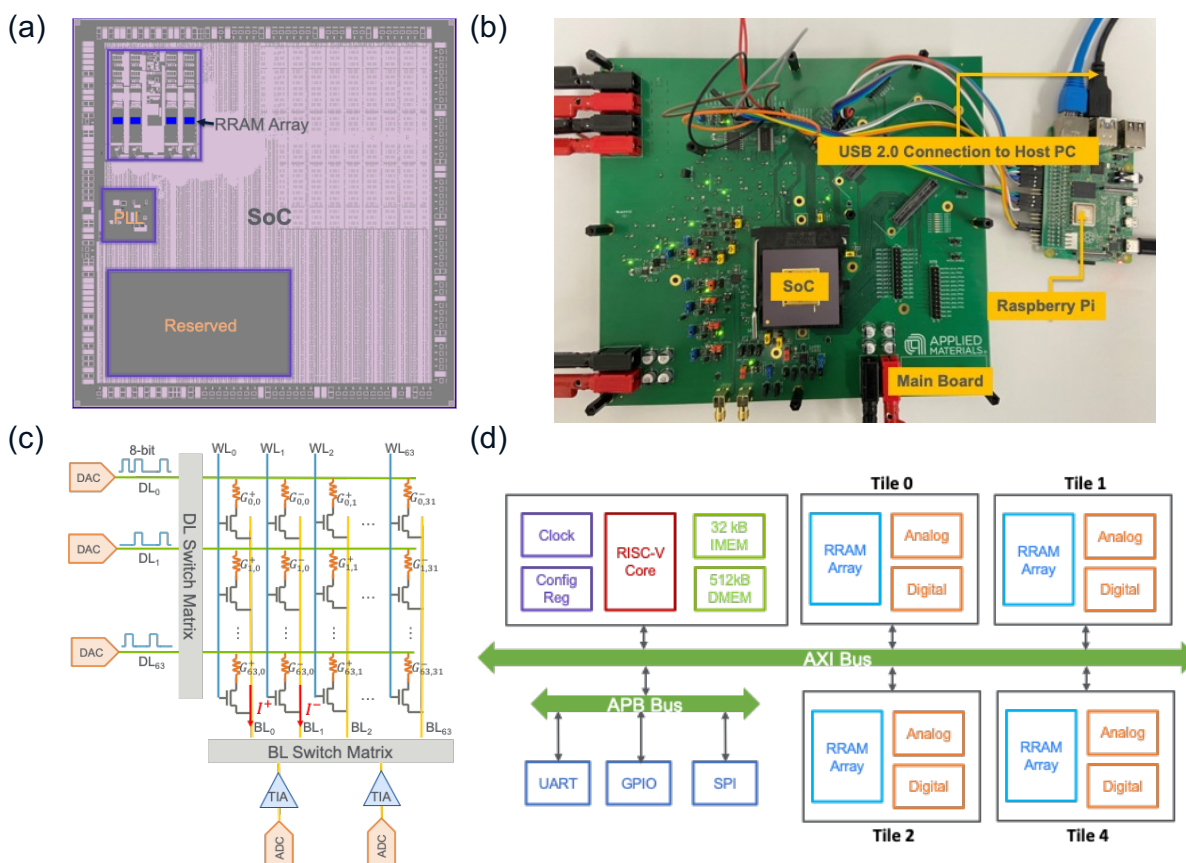 (a)
RRAM Array
PLL
SoC
Reserved
(b)
USB 2.0 Connection to Host PC
SoC
Raspberry Pi
APPLIED
MATERIALS
Main Board
(c)
8-bit
WL0
WL1
WL2
WL63
DAC
DL0
DAC
DL1
DAC
DL63
DL Switch Matrix
G+0,0
G−0,0
G+0,1
G−0,31
...
G+1,0
G−1,0
G+1,1
G−1,31
...
⋮
⋮
⋮
⋮
G+63,0
G−63,0
G+63,1
G−63,31
...
I+
I−
BL0
BL1
BL2
BL63
BL Switch Matrix
TIA
TIA
ADC
ADC
(d)
Clock
Config
Reg
RISC-V
Core
32 kB
IMEM
512kB
DMEM
Tile 0
RRAM
Array
Analog
Digital
Tile 1
RRAM
Array
Analog
Digital
AXI Bus
APB Bus
UART
GPIO
SPI
RRAM
Array
Analog
Digital
Tile 2
RRAM
Array
Analog
Digital
Tile 4